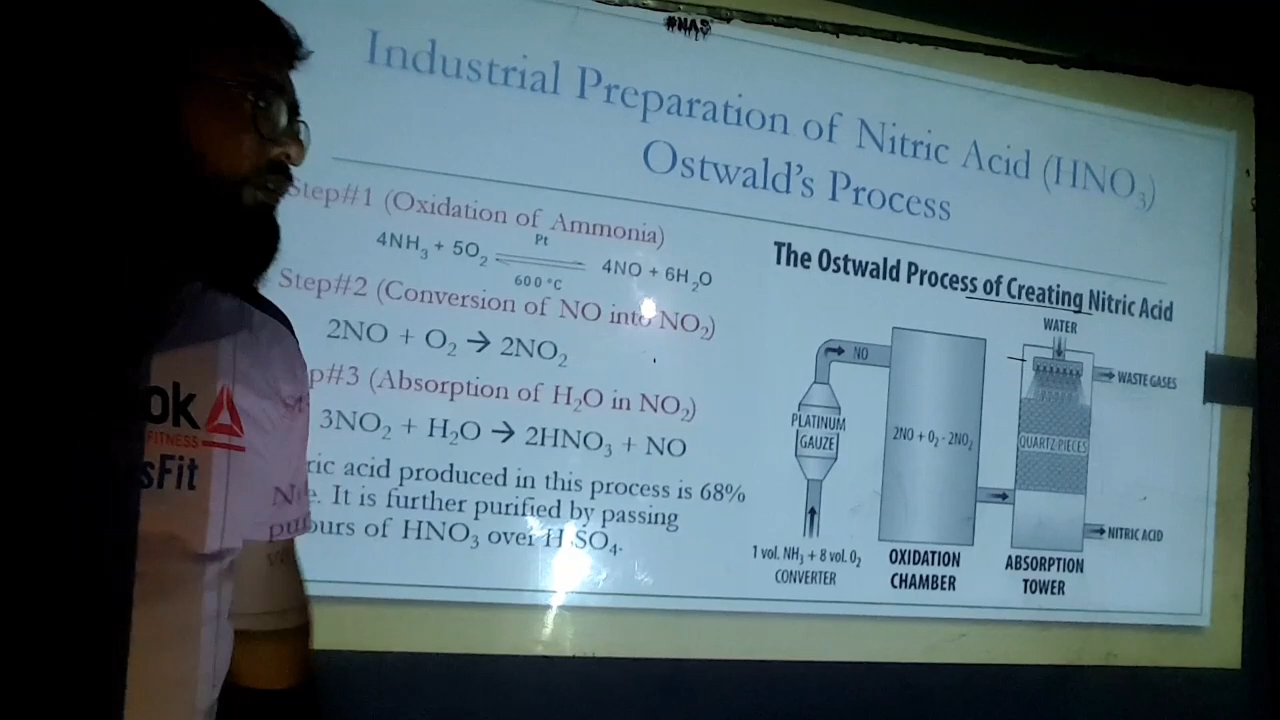 #NAS
Industrial Preparation of Nitric Acid (HNO₃)
Ostwald's Process
Step#1 (Oxidation of Ammonia)
4NH₃ + 5O₂ ⇌ 4NO + 6H₂O
Pt
600 °C
Step#2 (Conversion of NO into NO₂)
2NO + O₂ → 2NO₂
p#3 (Absorption of H₂O in NO₂)
3NO₂ + H₂O → 2HNO₃ + NO
ric acid produced in this process is 68%
It is further purified by passing
ours of HNO₃ over H SO₄.
The Ostwald Process of Creating Nitric Acid
WATER
NO
WASTE GASES
PLATINUM
GAUZE
2NO + O₂ - 2NO₂
QUARTZ PIECES
NITRIC ACID
1 vol. NH₃ + 8 vol. O₂
CONVERTER
OXIDATION
CHAMBER
ABSORPTION
TOWER
ok
FITNESS
sFit